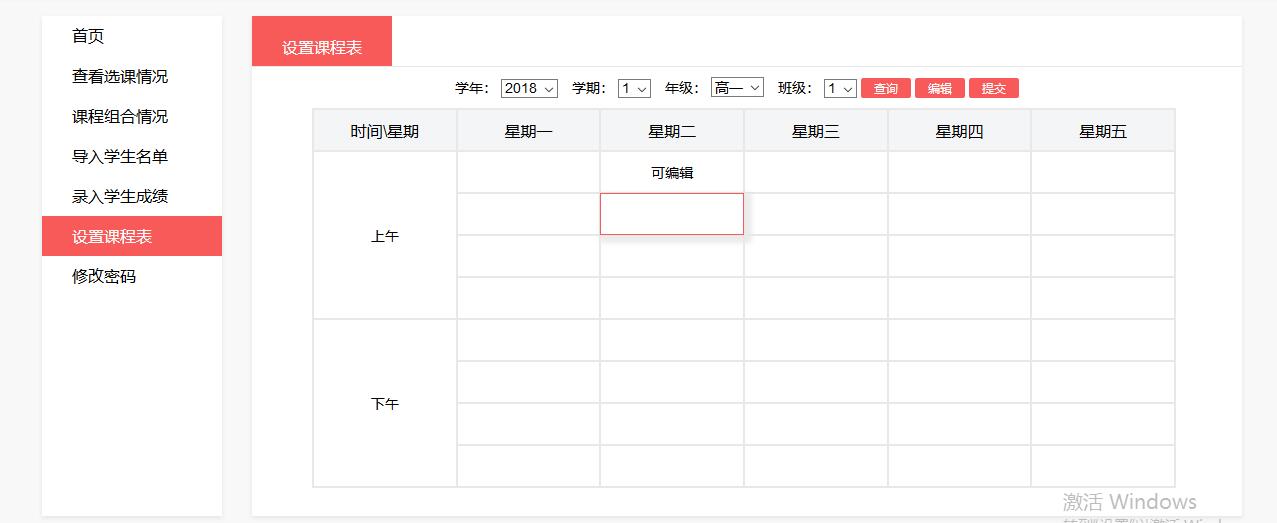 首页
查看选课情况
课程组合情况
导入学生名单
录入学生成绩
设置课程表
修改密码
设置课程表
学年: 2018 学期: 1 年级: 高一 班级: 1 查询 编辑 提交
时间\星期 星期一 星期二 星期三 星期四 星期五
可编辑
上午
下午
激活 Windows